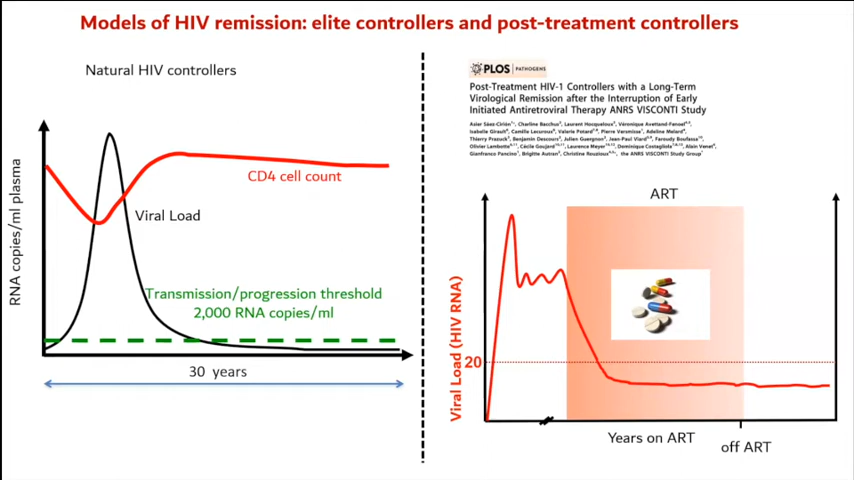 Models of HIV remission: elite controllers and post-treatment controllers
Natural HIV controllers
RNA copies/ml plasma
CD4 cell count
Viral Load
Transmission/progression threshold
2,000 RNA copies/ml
30 years
PLOS | PATHOGENS
Post-Treatment HIV-1 Controllers with a Long-Term
Virological Remission after the Interruption of Early
Initiated Antiretroviral Therapy ANRS VISCONTI Study
ART
Viral Load (HIV RNA)
20
Years on ART
off ART